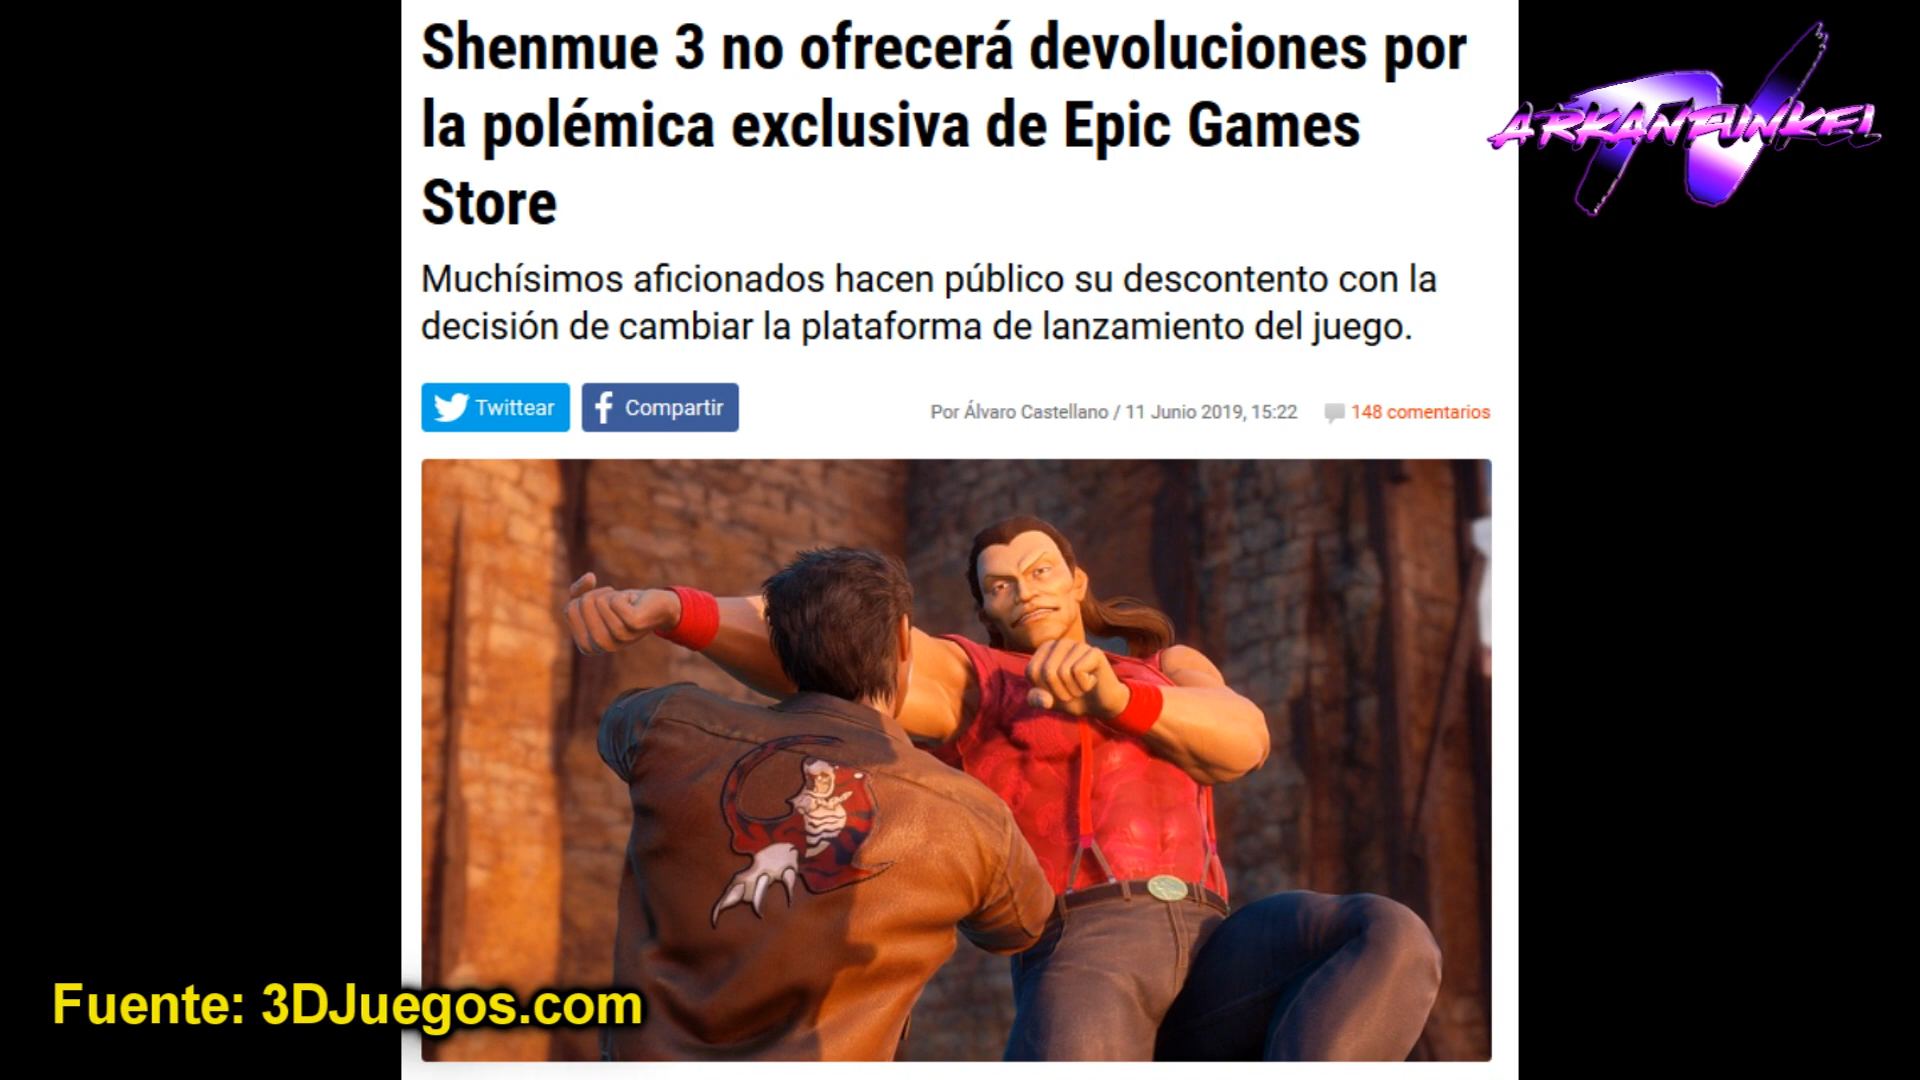 Shenmue 3 no ofrecerá devoluciones por
la polémica exclusiva de Epic Games
Store
ARKANFUNKEL
TV
Muchísimos aficionados hacen público su descontento con la
decisión de cambiar la plataforma de lanzamiento del juego.
Twittear
Compartir
Por Álvaro Castellano / 11 Junio 2019, 15:22
148 comentarios
Fuente: 3DJuegos.com